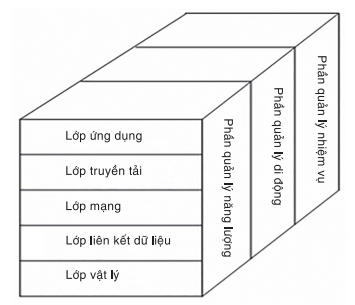 Lớp ứng dụng
Lớp truyền tải
Lớp mạng
Lớp liên kết dữ liệu
Lớp vật lý
Phần quản lý năng lượng
Phần quản lý di động
Phần quản lý nhiệm vụ